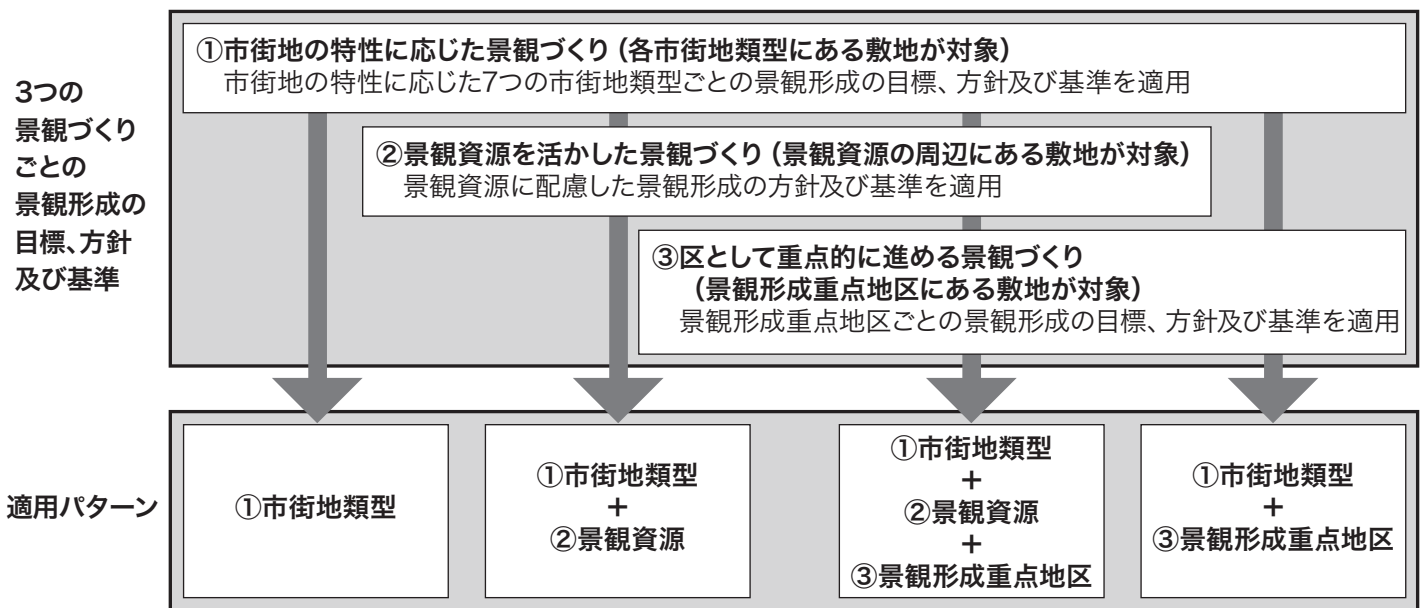 3つの
景観づくり
ごとの
景観形成の
目標、方針
及び基準
①市街地の特性に応じた景観づくり（各市街地類型にある敷地が対象）
市街地の特性に応じた7つの市街地類型ごとの景観形成の目標、方針及び基準を適用
②景観資源を活かした景観づくり（景観資源の周辺にある敷地が対象）
景観資源に配慮した景観形成の方針及び基準を適用
③区として重点的に進める景観づくり
（景観形成重点地区にある敷地が対象）
景観形成重点地区ごとの景観形成の目標、方針及び基準を適用
適用パターン
①市街地類型
①市街地類型
＋
②景観資源
①市街地類型
＋
②景観資源
＋
③景観形成重点地区
①市街地類型
＋
③景観形成重点地区